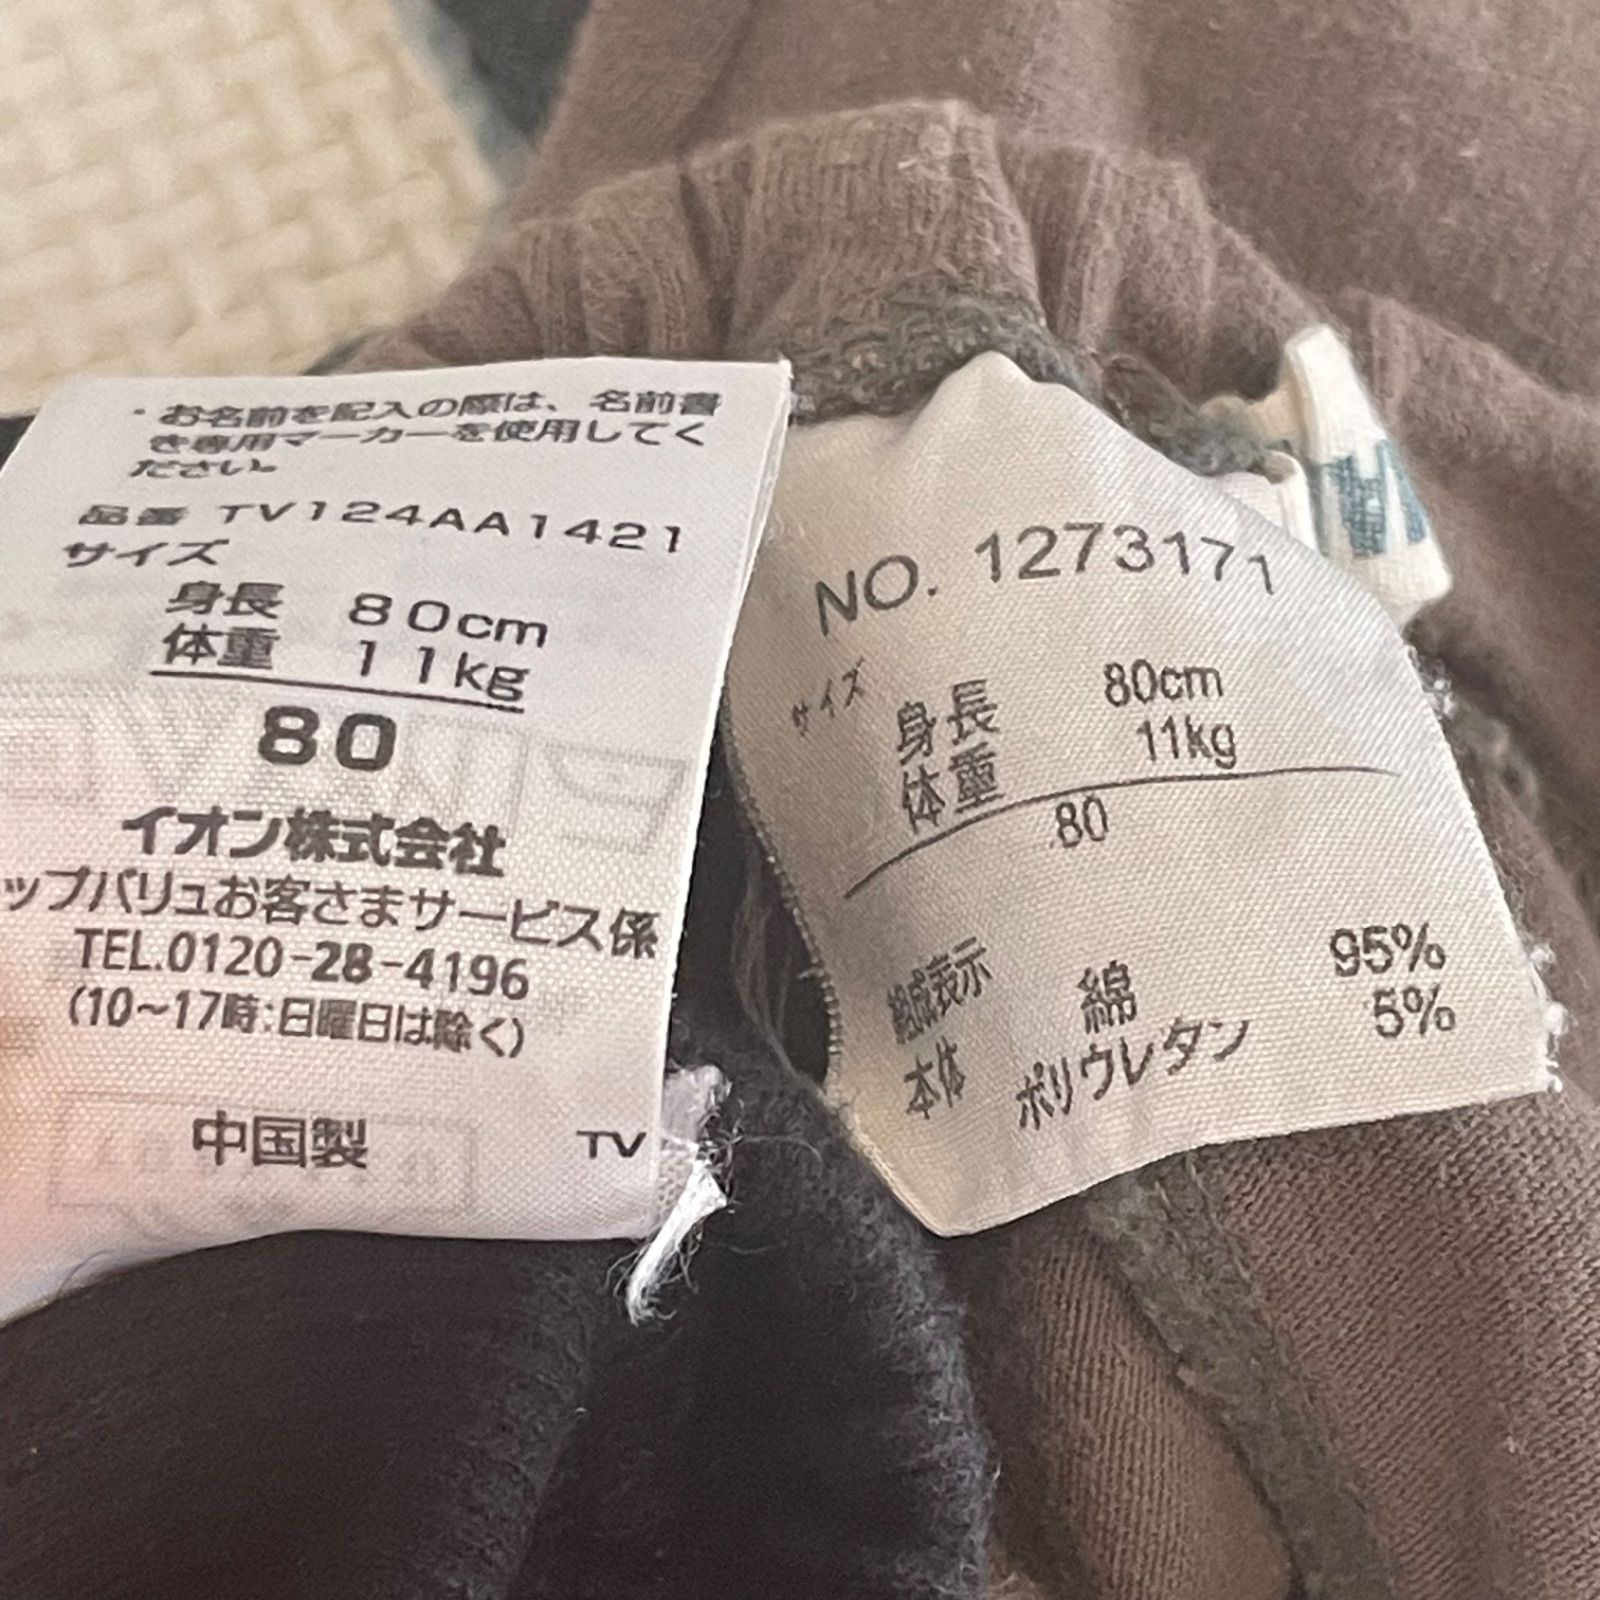 ・お名前を記入の際は、名前書
き専用マーカーを使用してく
ださい。
品番 TV124AA1421
サイズ
身長 80cm
体重 11kg
80
イオン株式会社
ップバリュお客さまサービス係
TEL.0120-28-4196
(10～17時:日曜日は除く)
中国製 TV
NO. 1273171
サイズ
身長 80cm
体重 11kg
80
組成表示
本体 綿 95%
ポリウレタン 5%